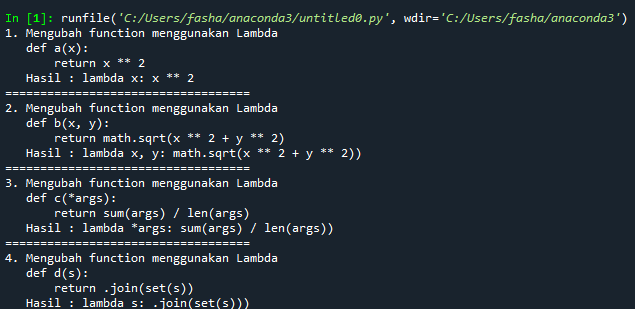 In [1]: runfile('C:/Users/fasha/anaconda3/untitled0.py', wdir='C:/Users/fasha/anaconda3')
1. Mengubah function menggunakan Lambda
   def a(x):
       return x ** 2
   Hasil : lambda x: x ** 2
===================================
2. Mengubah function menggunakan Lambda
   def b(x, y):
       return math.sqrt(x ** 2 + y ** 2)
   Hasil : lambda x, y: math.sqrt(x ** 2 + y ** 2))
===================================
3. Mengubah function menggunakan Lambda
   def c(*args):
       return sum(args) / len(args)
   Hasil : lambda *args: sum(args) / len(args))
===================================
4. Mengubah function menggunakan Lambda
   def d(s):
       return .join(set(s))
   Hasil : lambda s: .join(set(s)))